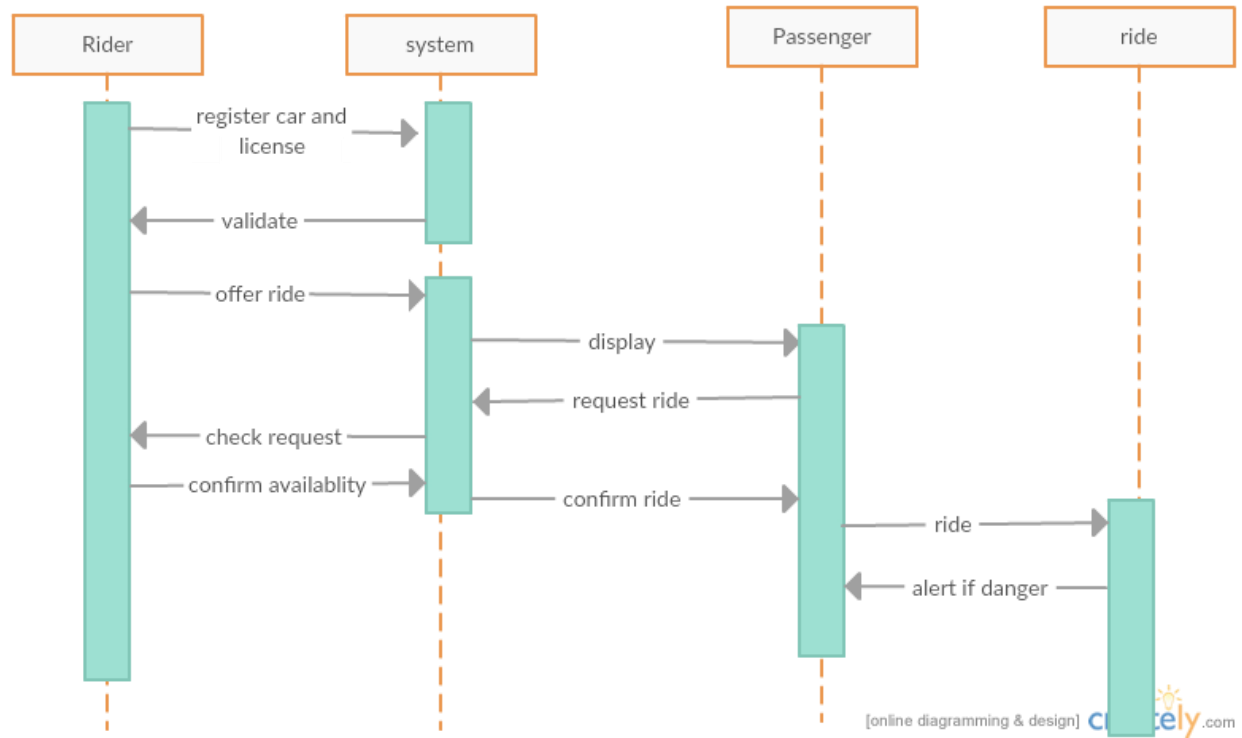 Rider
system
Passenger
ride
register car and
license
validate
offer ride
display
request ride
check request
confirm availablity
confirm ride
ride
alert if danger
[online diagramming & design]
.com